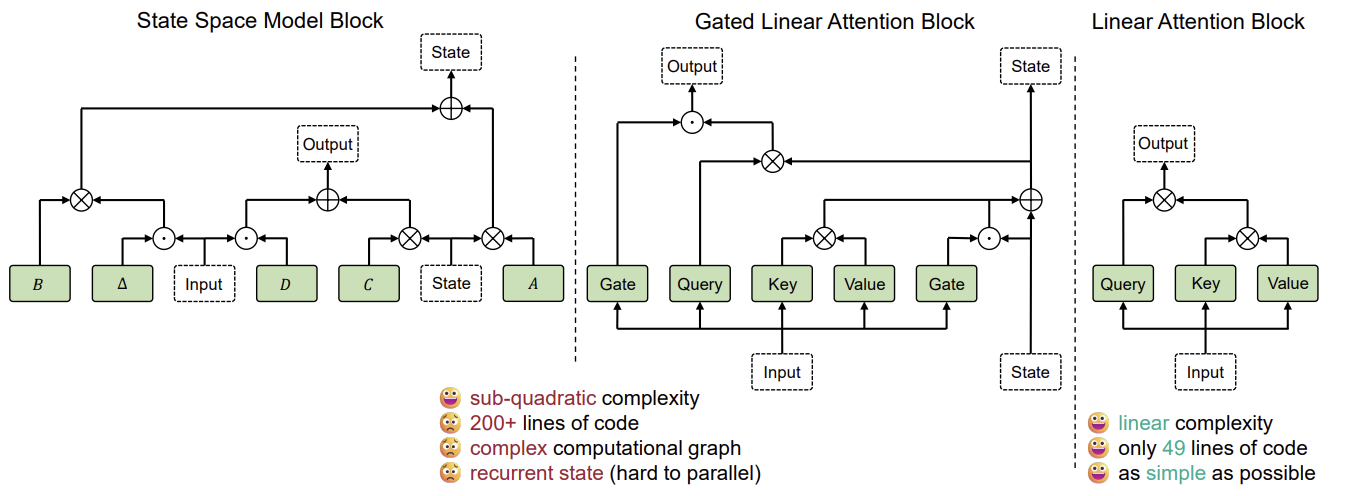 State Space Model Block
State
Output
B
Δ
Input
D
C
State
A
Gated Linear Attention Block
Output
State
Gate
Query
Key
Value
Gate
Input
State
sub-quadratic complexity
200+ lines of code
complex computational graph
recurrent state (hard to parallel)
Linear Attention Block
Output
Query
Key
Value
Input
linear complexity
only 49 lines of code
as simple as possible